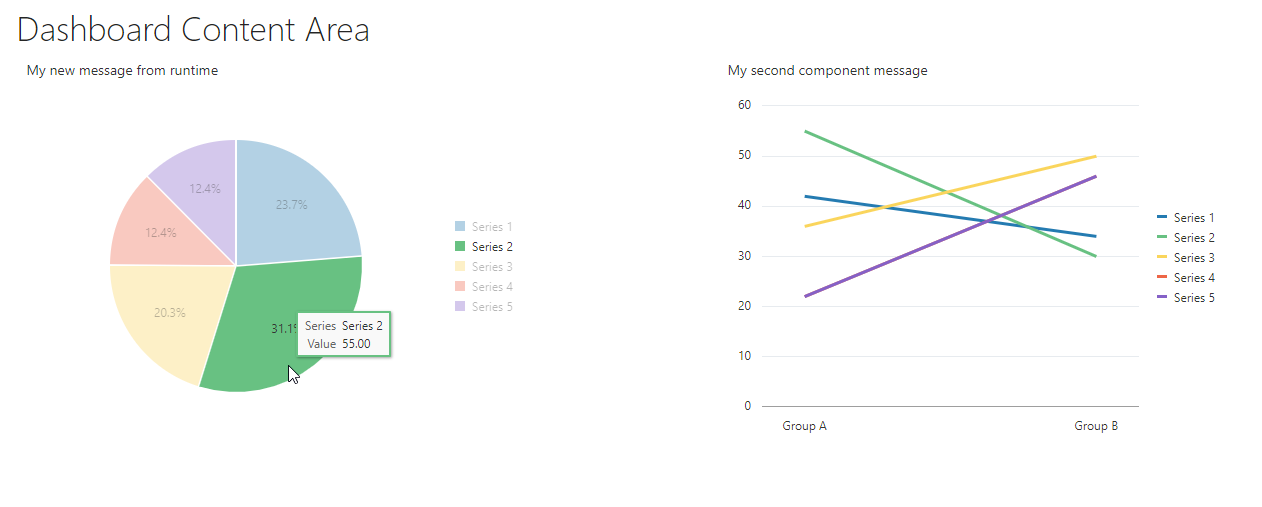 Dashboard Content Area
My new message from runtime
12.4%
23.7%
12.4%
20.3%
31.1%
Series 1
Series 2
Series 3
Series 4
Series 5
Series Series 2
Value 55.00
My second component message
60
50
40
30
20
10
0
Group A
Group B
Series 1
Series 2
Series 3
Series 4
Series 5